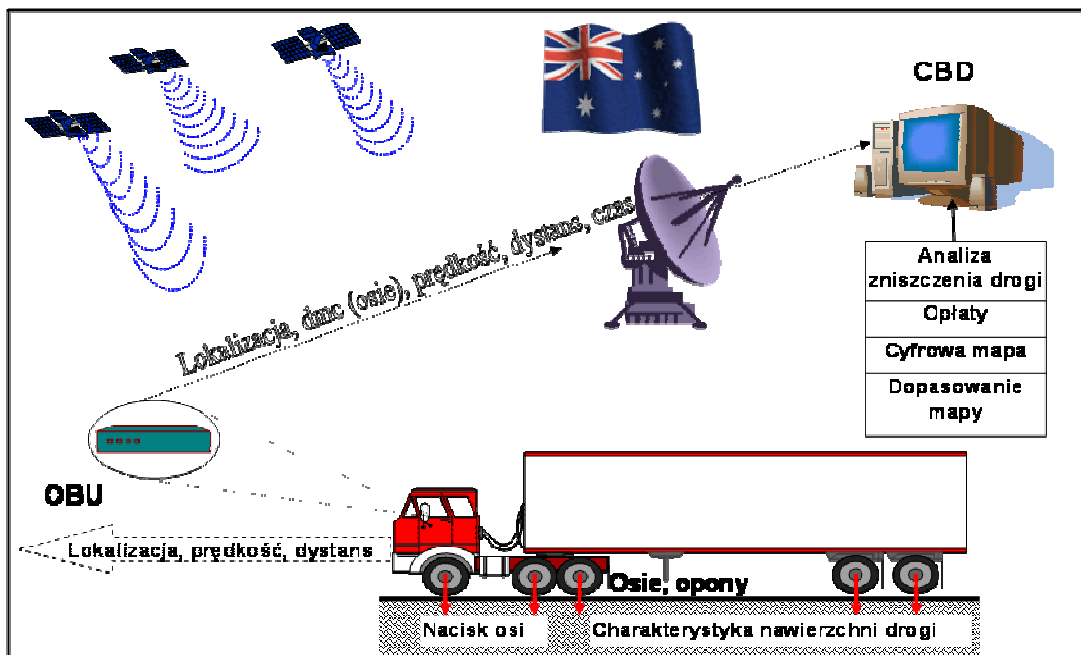 CBD
Analiza
zniszczenia drogi
Opłaty
Cyfrowa mapa
Dopasowanie
mapy
Lokalizacja, dmc (osie), prędkość, dystans, czas
OBU
Lokalizacja, prędkość, dystans
Osie, opony
Nacisk osi
Charakterystyka nawierzchni drogi